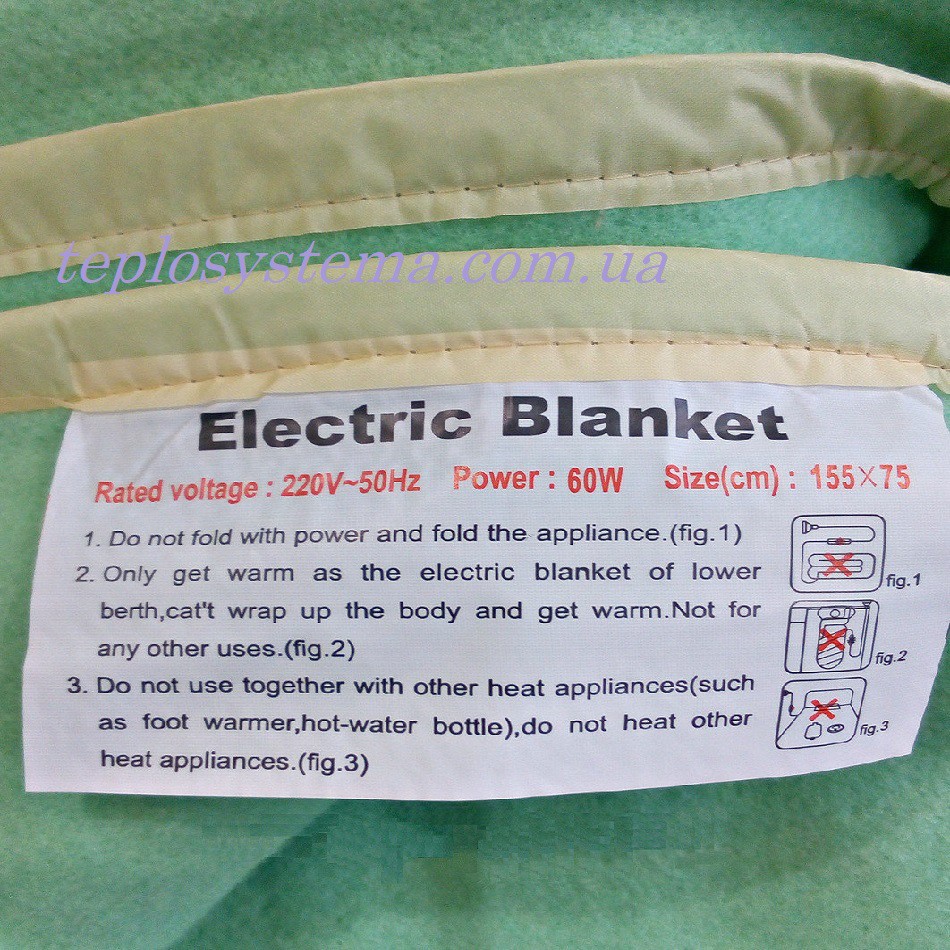 teplosystema.com.ua
Electric Blanket
Rated voltage : 220V~50Hz Power : 60W Size(cm) : 155×75
1. Do not fold with power and fold the appliance.(fig.1)
2. Only get warm as the electric blanket of lower
berth,cat't wrap up the body and get warm.Not for
any other uses.(fig.2)
3. Do not use together with other heat appliances(such
as foot warmer,hot-water bottle),do not heat other
heat appliances.(fig.3)
fig.1
fig.2
fig.3